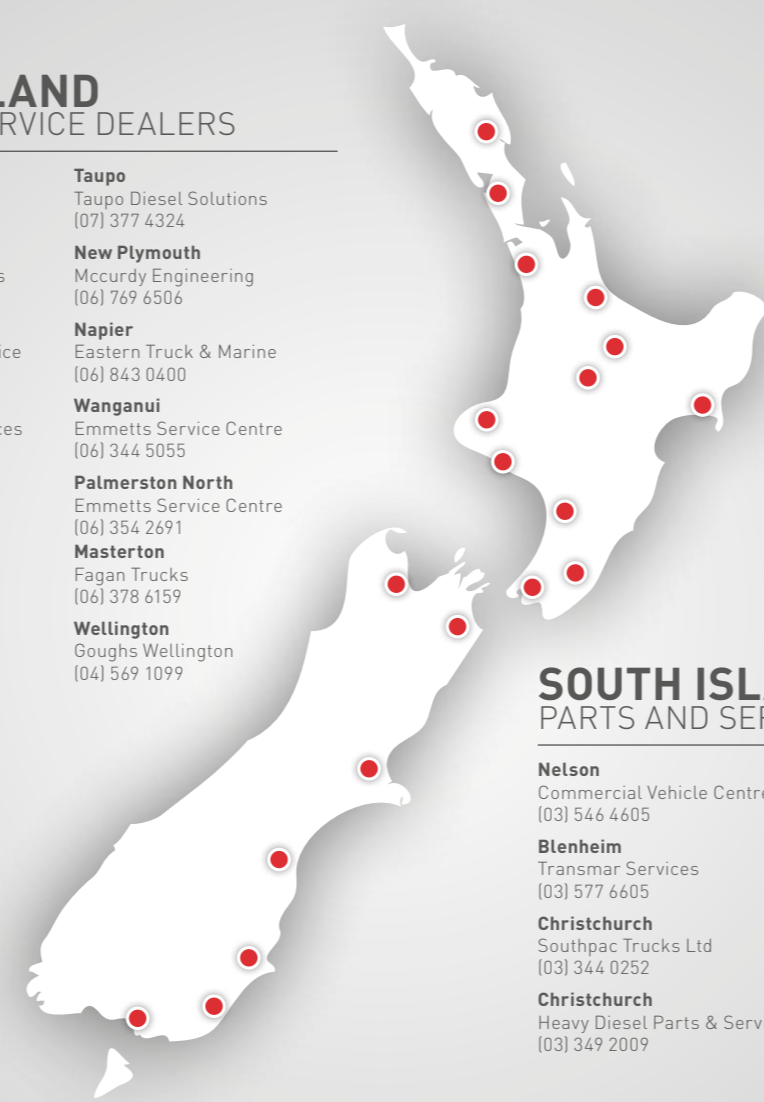 LAND
RVICE DEALERS
s
ice
ces
Taupo
Taupo Diesel Solutions
(07) 377 4324
New Plymouth
Mccurdy Engineering
(06) 769 6506
Napier
Eastern Truck & Marine
(06) 843 0400
Wanganui
Emmetts Service Centre
(06) 344 5055
Palmerston North
Emmetts Service Centre
(06) 354 2691
Masterton
Fagan Trucks
(06) 378 6159
Wellington
Goughs Wellington
(04) 569 1099
SOUTH ISL
PARTS AND SER
Nelson
Commercial Vehicle Centre
(03) 546 4605
Blenheim
Transmar Services
(03) 577 6605
Christchurch
Southpac Trucks Ltd
(03) 344 0252
Christchurch
Heavy Diesel Parts & Servi
(03) 349 2009